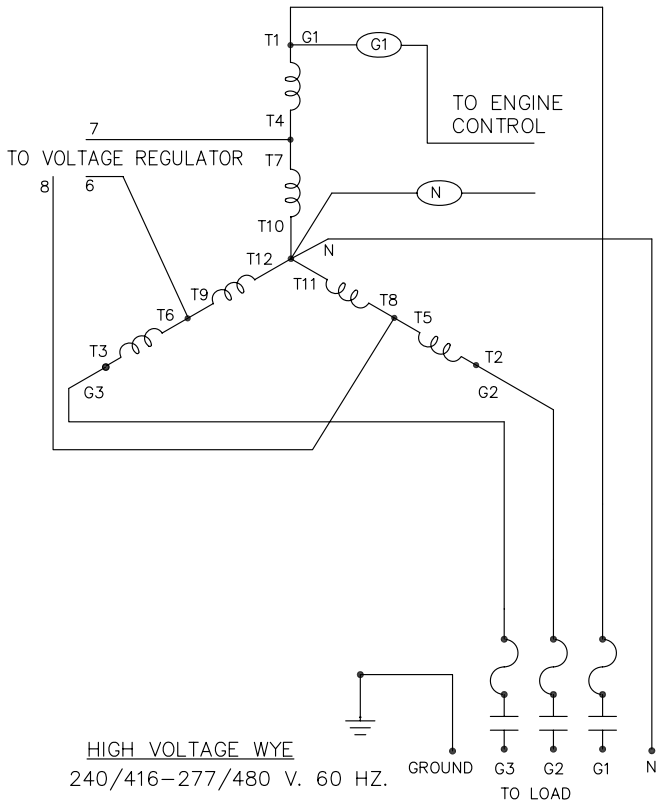 T1
G1
G1
TO ENGINE
CONTROL
T4
7
TO VOLTAGE REGULATOR
T7
8
6
N
T10
T12
N
T11
T9
T8
T6
T5
T3
T2
G3
G2
HIGH VOLTAGE WYE
240/416-277/480 V. 60 HZ.
GROUND
G3
G2
G1
N
TO LOAD